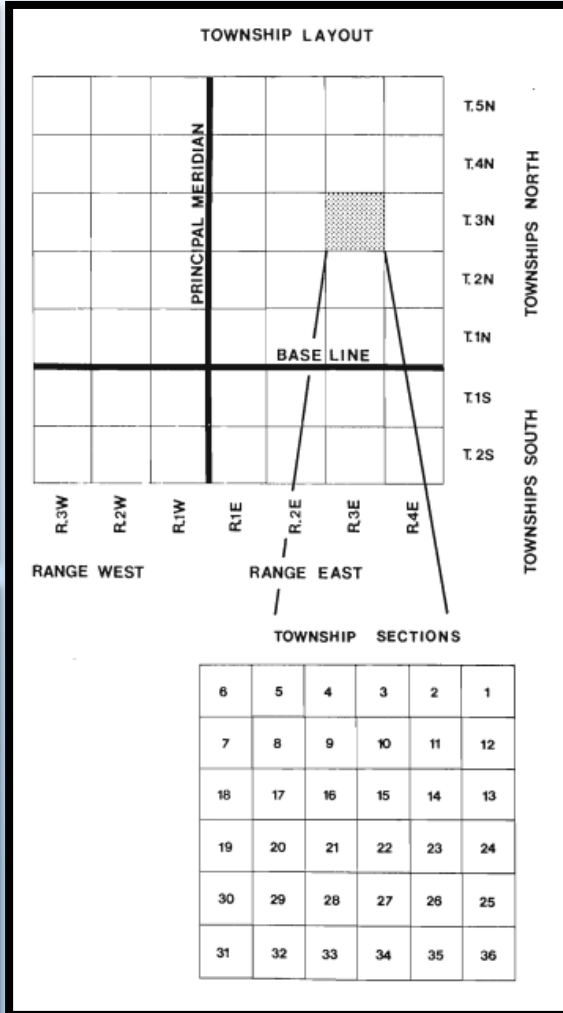 TOWNSHIP LAYOUT
T.5N
T.4N
T.3N
T.2N
T.1N
T.1S
T.2S
TOWNSHIPS NORTH
TOWNSHIPS SOUTH
PRINCIPAL MERIDIAN
BASE LINE
R.3W R.2W R.1W R.1E R.2E R.3E R.4E
RANGE WEST RANGE EAST
TOWNSHIP SECTIONS
6 5 4 3 2 1
7 8 9 10 11 12
18 17 16 15 14 13
19 20 21 22 23 24
30 29 28 27 26 25
31 32 33 34 35 36